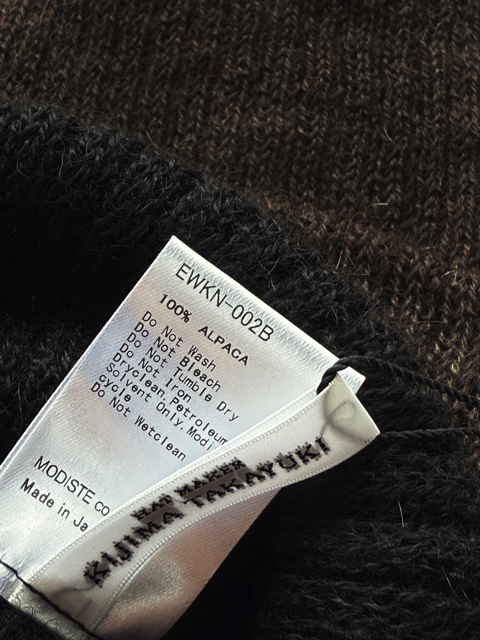 EWKN-002B
100% ALPACA
Do Not Wash
Do Not Bleach
Do Not Tumble Dry
Do Not Iron
Dryclean, Petroleum
Solvent Only. Modi
Cycle
Do Not Wetclean
MODISTE CO
Made in Ja
HAT MAKER
KIJIMA TAKAYUKI